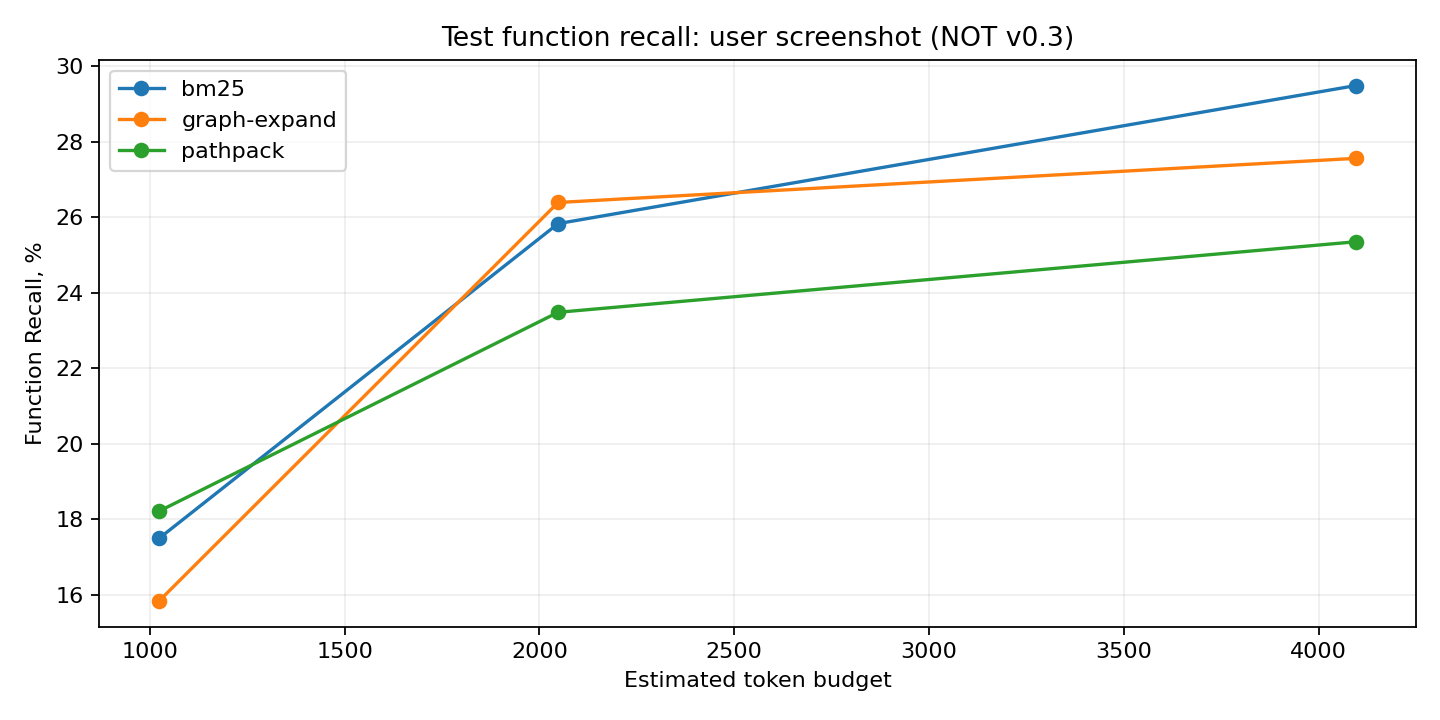 Test function recall: user screenshot (NOT v0.3)
bm25
graph-expand
pathpack
Function Recall, %
30
28
26
24
22
20
18
16
1000 1500 2000 2500 3000 3500 4000
Estimated token budget